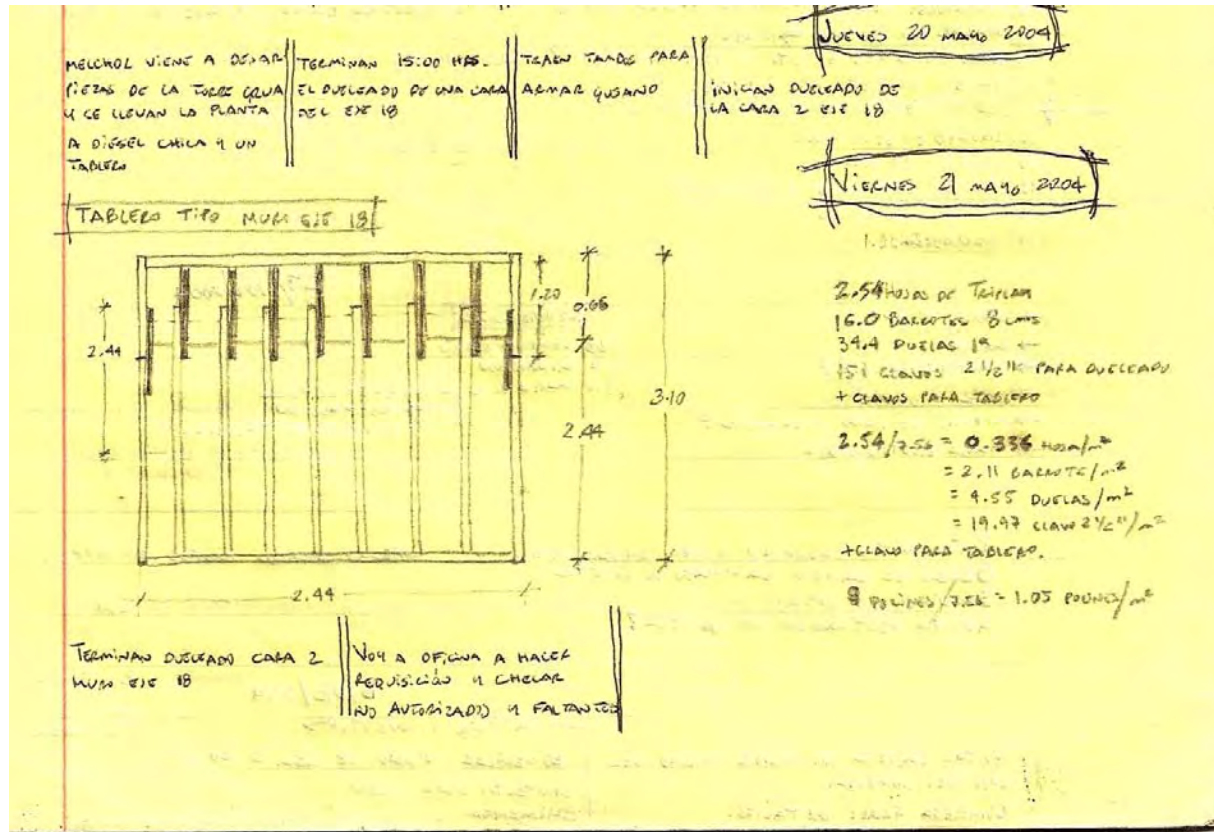 JUEVES 20 MAYO 2004
MELCHOL VIENE A DEJAR
PIEZAS DE LA TORRE GRUA
Y SE LLEVAN LA PLANTA
A DIESEL CHICA Y UN
TABLERO
TERMINAN 15:00 HRS.
EL DUELEADO DE UNA CARA
DEL EJE 18
TRAEN PARA
ARMAR GUSANO
INICIAN DUELEADO DE
LA CARA 2 EJE 18
VIERNES 21 MAYO 2004
TABLERO TIPO MURO EJE 18
1.20
0.66
2.44
3.10
2.44
2.44
2.54 HOJAS DE TRIPLAY
16.0 BARROTES
34.4 DUELAS
151 CLAVOS 2 1/2" PARA DUELEADO
+ CLAVOS PARA TABLERO
2.54/7.56 = 0.336 HOJA/m²
= 2.11 BARROTE/m²
= 4.55 DUELAS/m²
= 19.97 CLAVO 2 1/2"/m²
+ CLAVO PARA TABLERO.
8 POLINES/7.56 = 1.05 POLINES/m²
TERMINAN DUELEADO CARA 2
MURO EJE 18
VOY A OFICINA A HACER
REQUISICIÓN Y CHECAR
(NO AUTORIZADO) Y FALTANTES